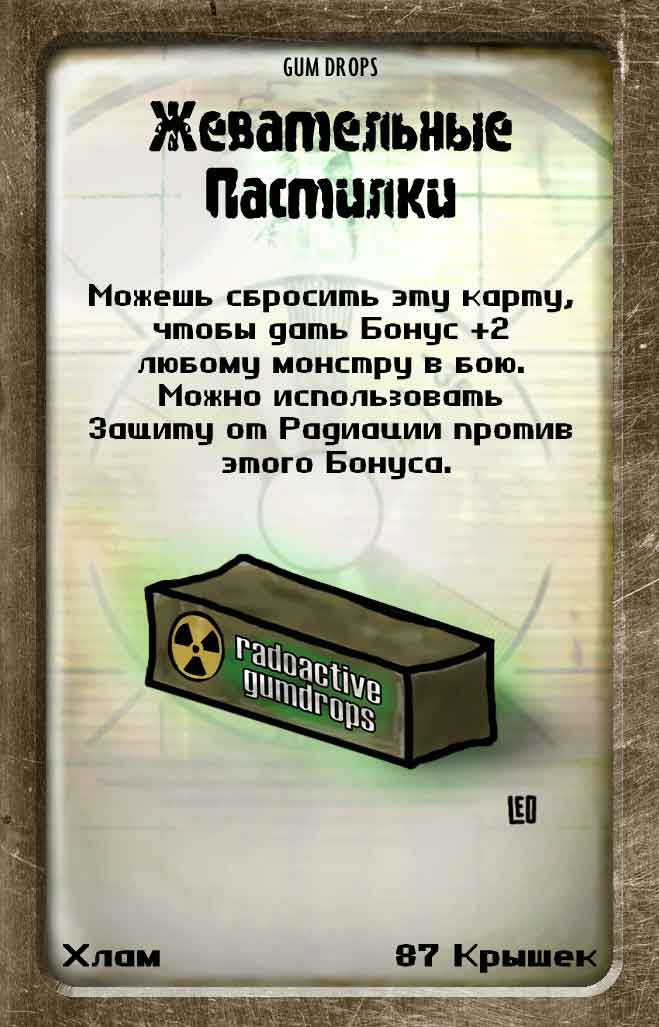 GUM DROPS
Жевательные
Пастилки
Можешь сбросить эту карту,
чтобы дать Бонус +2
любому монстру в бою.
Можно использовать
Защиту от Радиации против
этого Бонуса.
radoactive
gumdrops
LEO
Хлам
87 Крышек